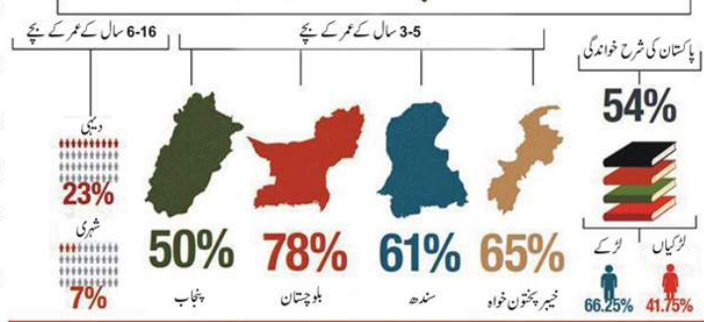 پاکستان کی شرح خواندگی
54%
لڑکیاں
لڑکے
41.75%
66.25%
3-5 سال کے عمر کے بچے
65%
خیبر پختون خواہ
61%
سندھ
78%
بلوچستان
50%
پنجاب
6-16 سال کے عمر کے بچے
دیہی
23%
شہری
7%